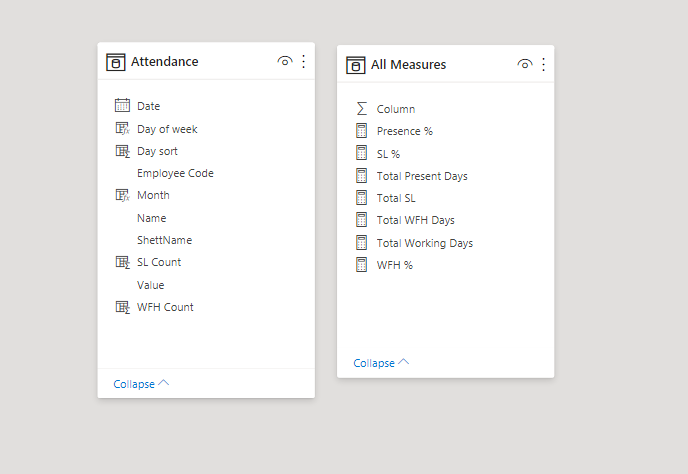 Attendance
Date
Day of week
Day sort
Employee Code
Month
Name
ShettName
SL Count
Value
WFH Count
Collapse
All Measures
Column
Presence %
SL %
Total Present Days
Total SL
Total WFH Days
Total Working Days
WFH %
Collapse